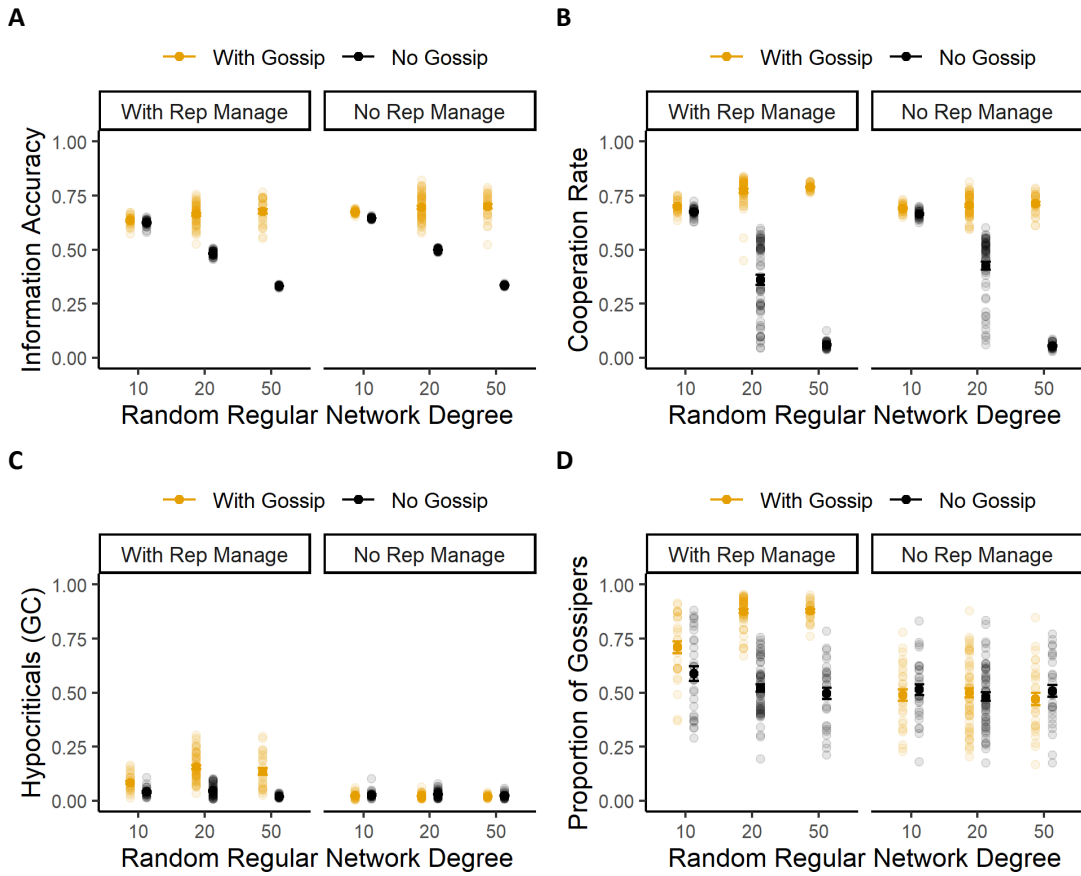 A
With Gossip No Gossip
With Rep Manage No Rep Manage
Information Accuracy
1.00
0.75
0.50
0.25
0.00
10 20 50 10 20 50
Random Regular Network Degree
B
With Gossip No Gossip
With Rep Manage No Rep Manage
Cooperation Rate
1.00
0.75
0.50
0.25
0.00
10 20 50 10 20 50
Random Regular Network Degree
C
With Gossip No Gossip
With Rep Manage No Rep Manage
Hypocriticals (GC)
1.00
0.75
0.50
0.25
0.00
10 20 50 10 20 50
Random Regular Network Degree
D
With Gossip No Gossip
With Rep Manage No Rep Manage
Proportion of Gossipers
1.00
0.75
0.50
0.25
0.00
10 20 50 10 20 50
Random Regular Network Degree